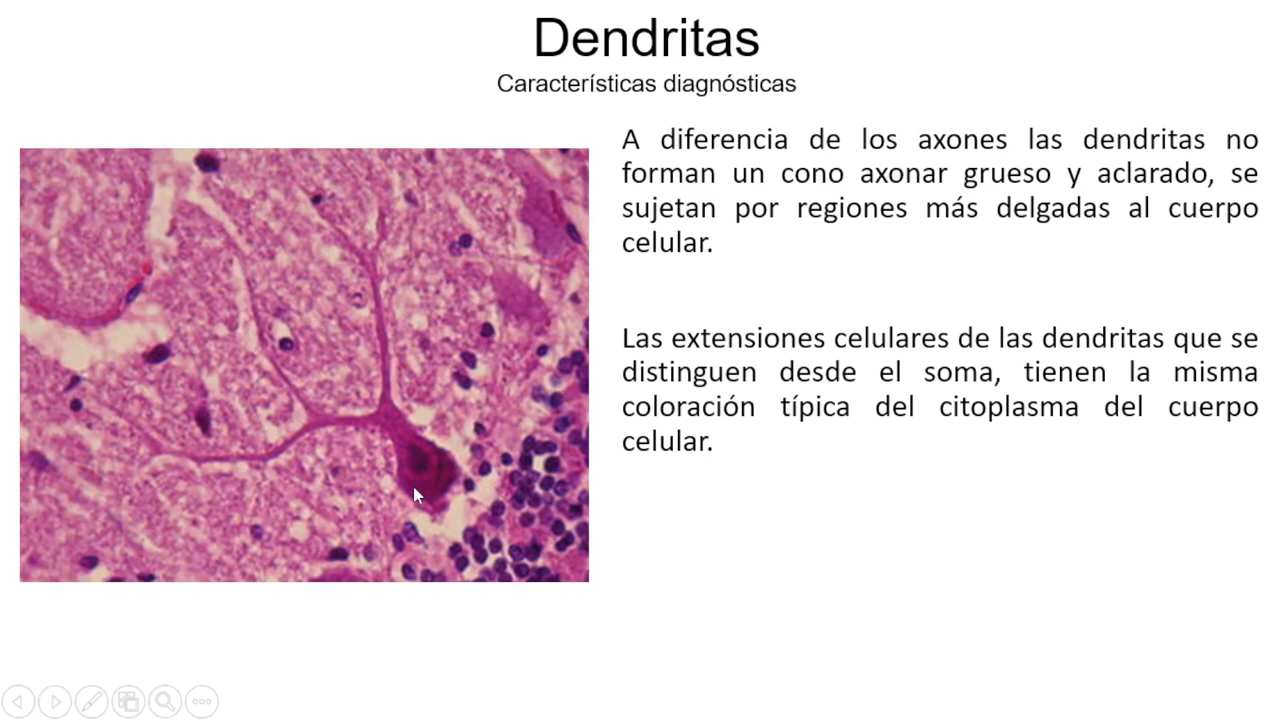 Dendritas
Características diagnósticas
A diferencia de los axones las dendritas no
forman un cono axonar grueso y aclarado, se
sujetan por regiones más delgadas al cuerpo
celular.
Las extensiones celulares de las dendritas que se
distinguen desde el soma, tienen la misma
coloración típica del citoplasma del cuerpo
celular.